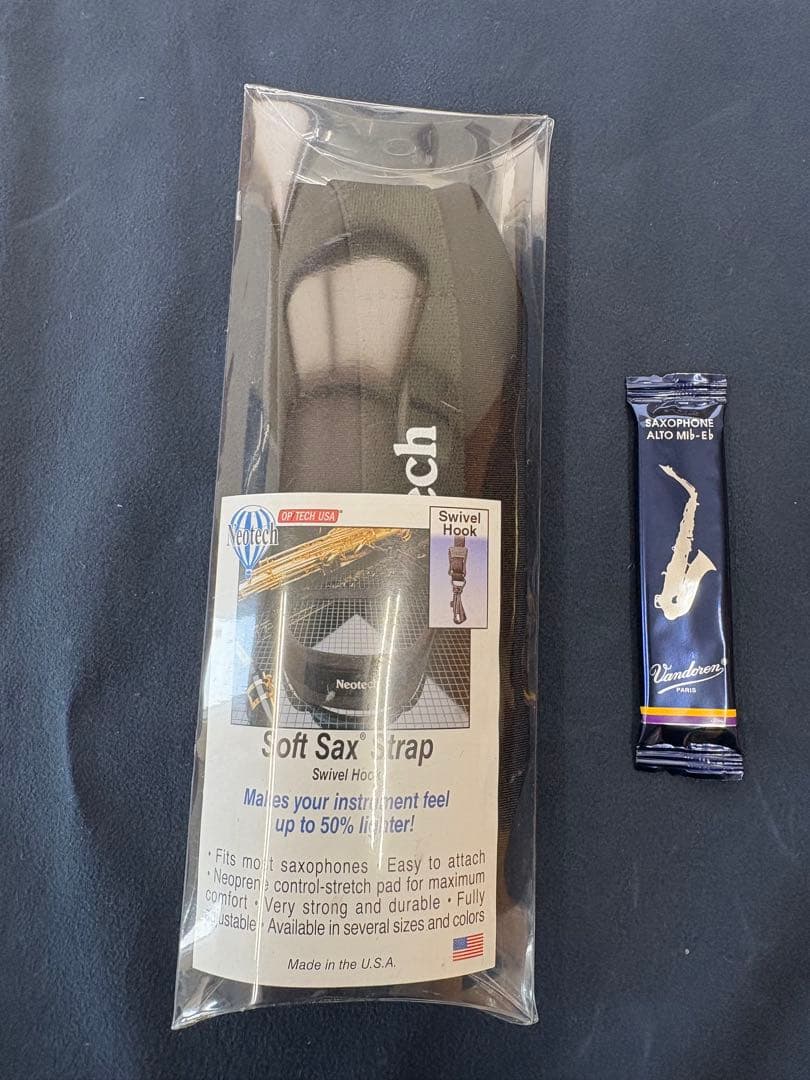 ech
OP TECH USA
Neotech
Swivel
Hook
Neotech
Soft Sax® Strap
Swivel Hook
Makes your instrument feel
up to 50% lighter!
• Fits most saxophones • Easy to attach
• Neoprene control-stretch pad for maximum
comfort • Very strong and durable • Fully
adjustable • Available in several sizes and colors
Made in the U.S.A.
SAXOPHONE
ALTO Mi♭-E♭
Vandoren®
PARIS